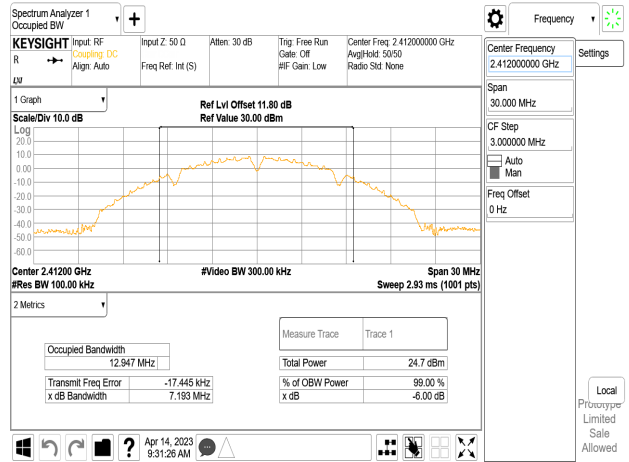 Spectrum Analyzer 1
Occupied BW
Frequency
KEYSIGHT
R
LXI
Input: RF
Coupling: DC
Align: Auto
Input Z: 50 Ω
Freq Ref: Int (S)
Atten: 30 dB
Trig: Free Run
Gate: Off
#IF Gain: Low
Center Freq: 2.412000000 GHz
Avg|Hold: 50/50
Radio Std: None
Center Frequency
2.412000000 GHz
Settings
Span
30.000 MHz
CF Step
3.000000 MHz
Auto
Man
Freq Offset
0 Hz
1 Graph
Scale/Div 10.0 dB
Ref Lvl Offset 11.80 dB
Ref Value 30.00 dBm
Log
20.0
10.0
0.00
-10.0
-20.0
-30.0
-40.0
-50.0
-60.0
Center 2.41200 GHz
#Video BW 300.00 kHz
Span 30 MHz
#Res BW 100.00 kHz
Sweep 2.93 ms (1001 pts)
2 Metrics
Measure Trace Trace 1
Occupied Bandwidth
12.947 MHz
Total Power 24.7 dBm
Transmit Freq Error -17.445 kHz
% of OBW Power 99.00 %
x dB Bandwidth 7.193 MHz
x dB -6.00 dB
Local
Prototype
Limited
Sale
Allowed
?
Apr 14, 2023
9:31:26 AM